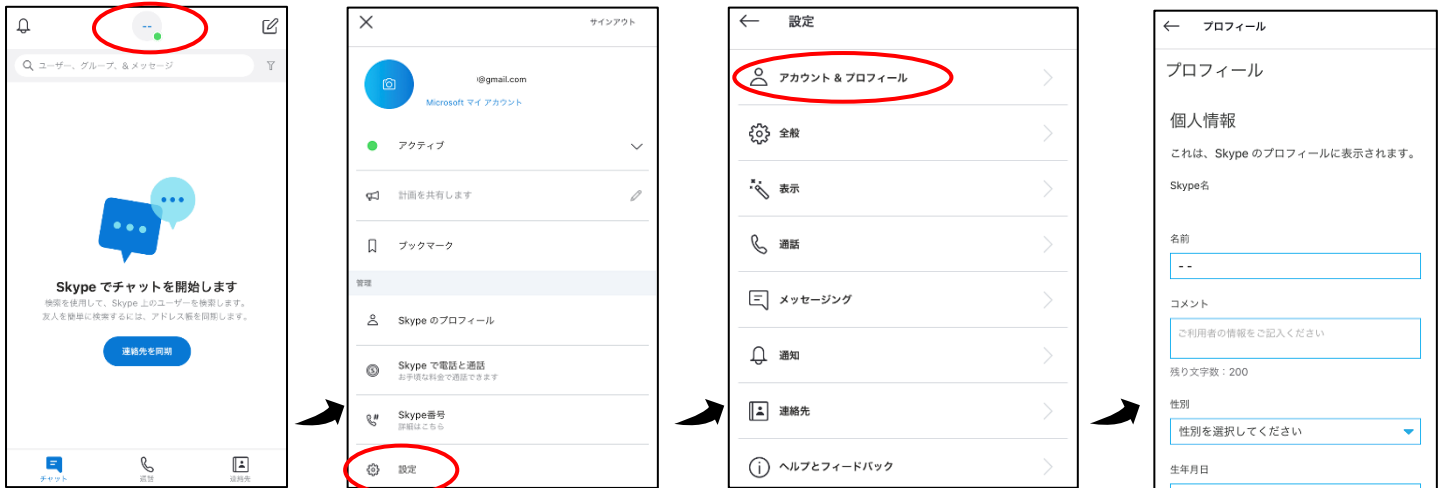 --
ユーザー、グループ、& メッセージ
Skype でチャットを開始します
検索を使用して、Skype 上のユーザーを検索します。
友人を簡単に検索するには、アドレス帳を同期します。
連絡先を同期
チャット
通話
連絡先
サインアウト
@gmail.com
Microsoft マイ アカウント
アクティブ
計画を共有します
ブックマーク
管理
Skype のプロフィール
Skype で電話と通話
お手頃な料金で通話できます
Skype番号
詳細はこちら
設定
設定
アカウント & プロフィール
全般
表示
通話
メッセージング
通知
連絡先
ヘルプとフィードバック
プロフィール
プロフィール
個人情報
これは、Skype のプロフィールに表示されます。
Skype名
名前
--
コメント
ご利用者の情報をご記入ください
残り文字数：200
性別
性別を選択してください
生年月日